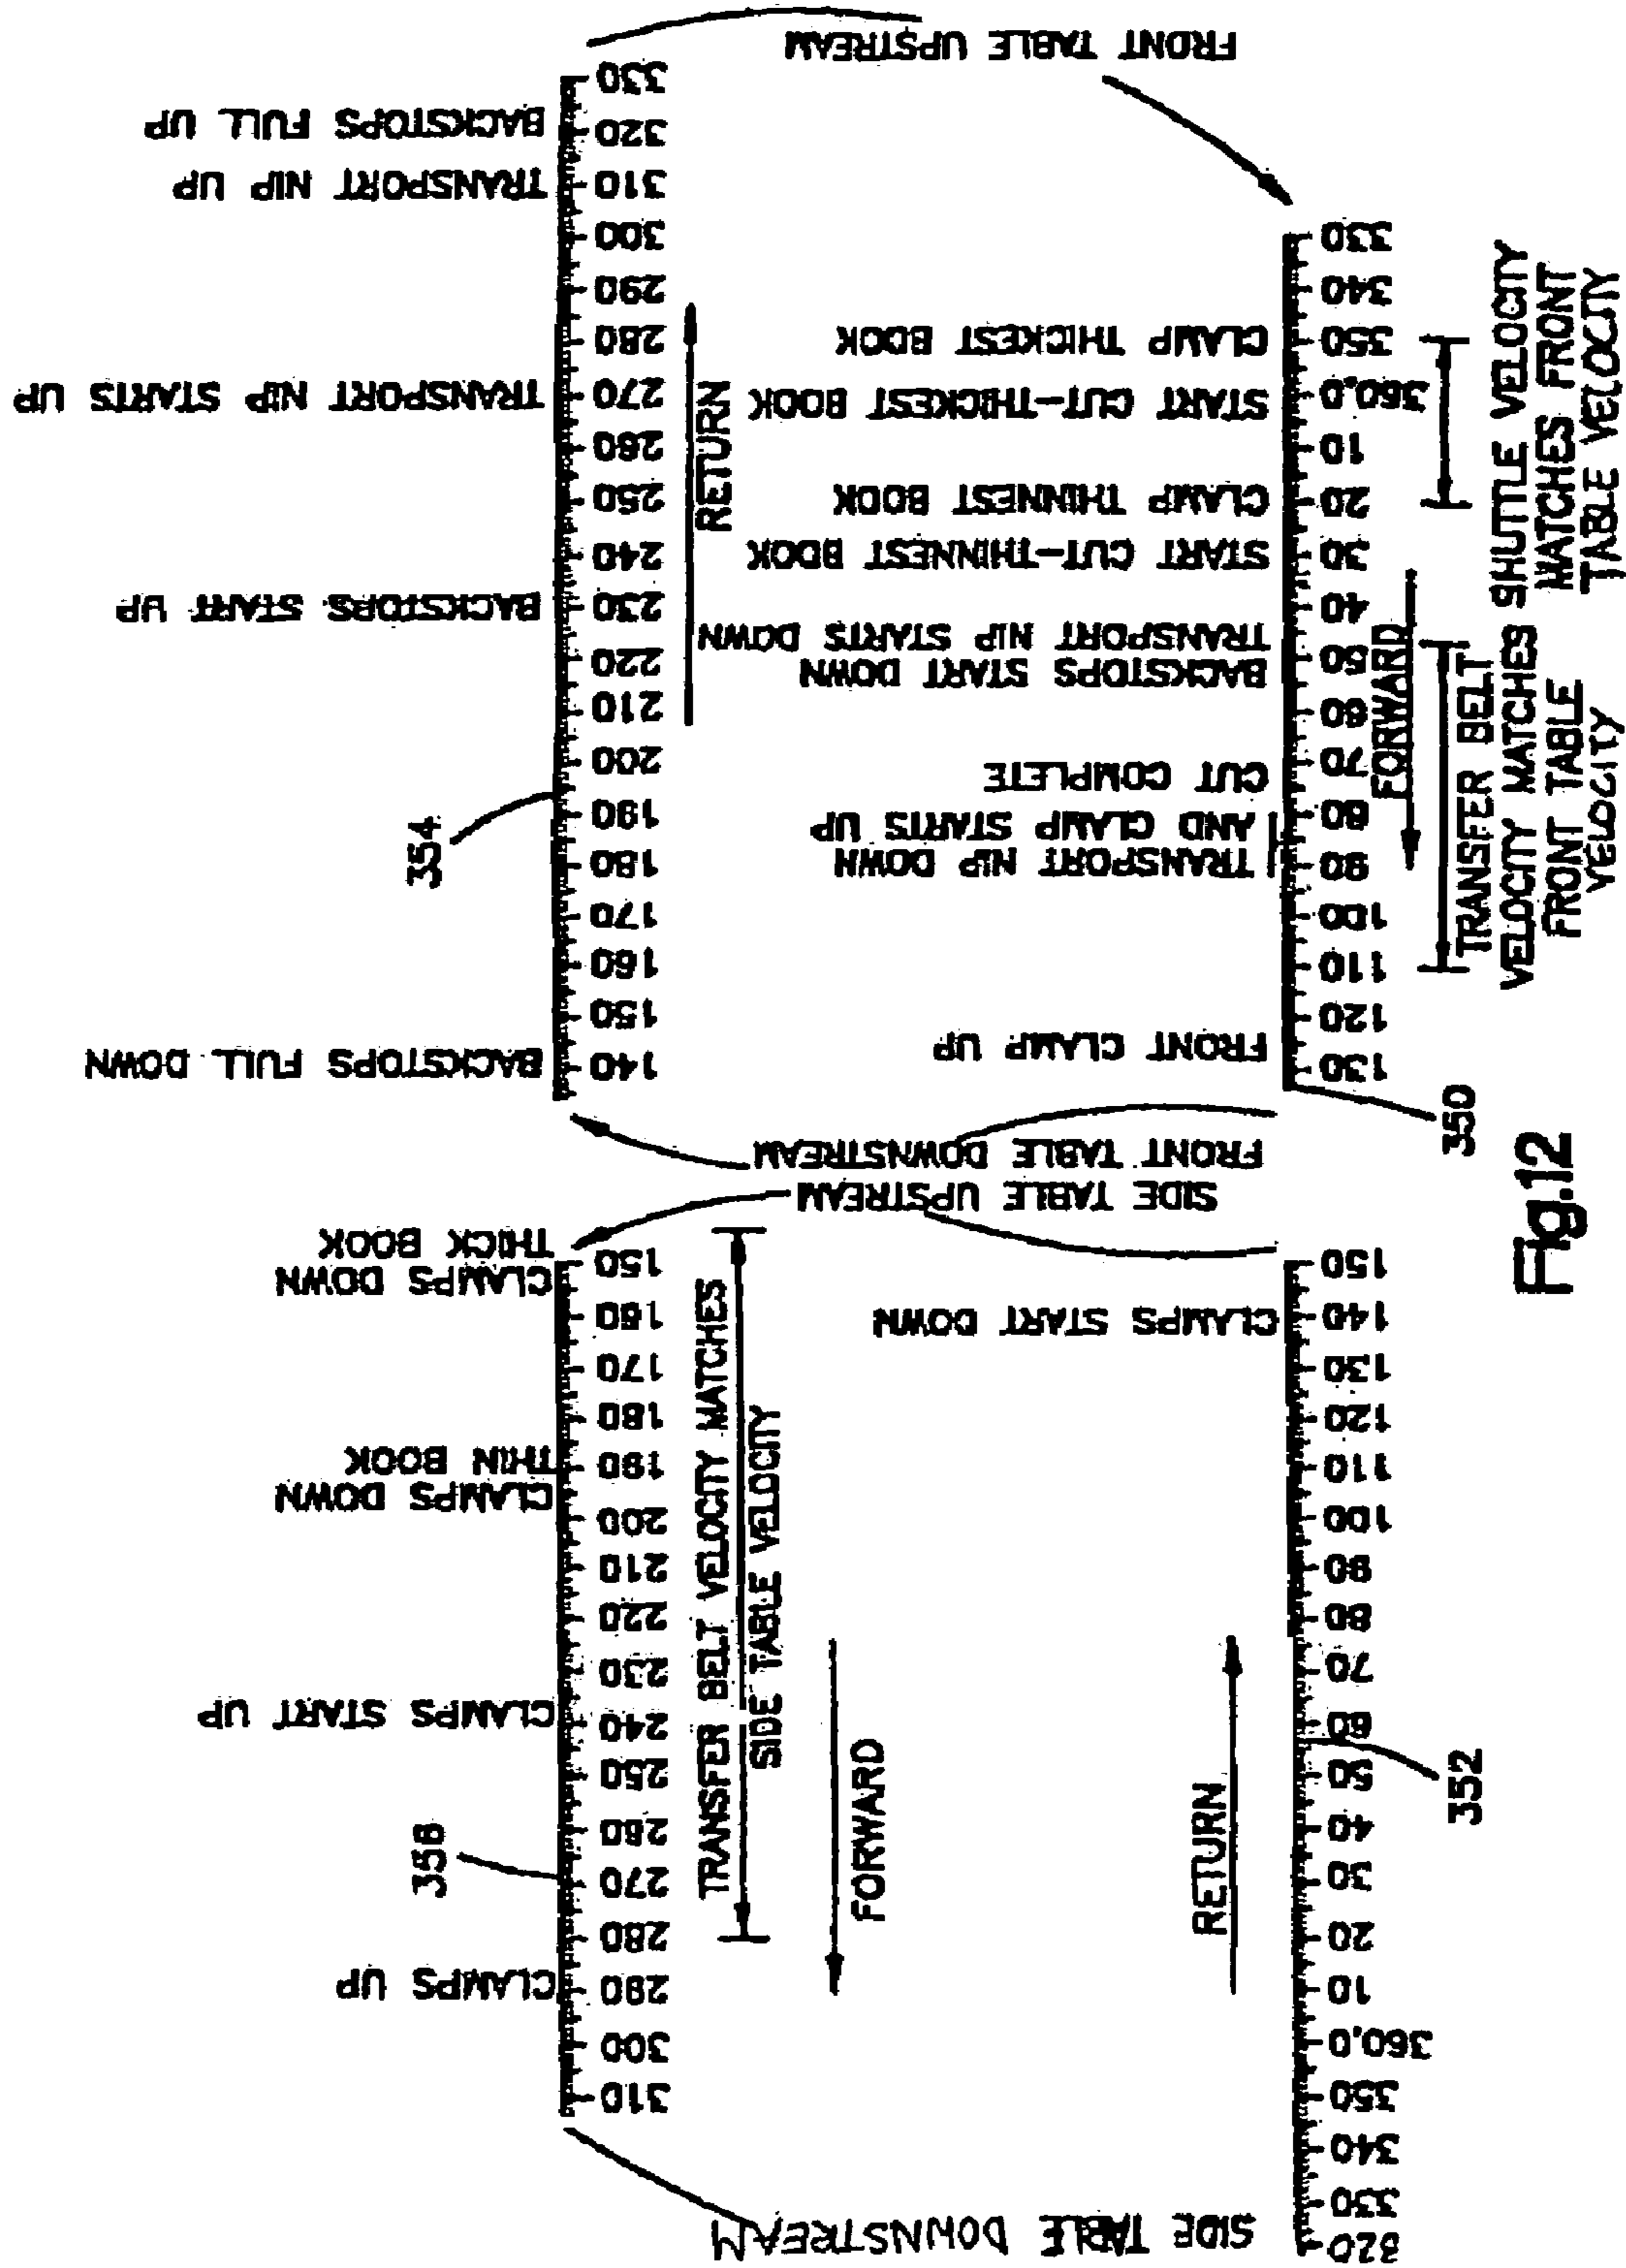 FRONT TABLE UPSTREAM
330
320
310
300
290
280
270
260
250
240
230
220
210
200
190
180
170
160
150
140
BACKSTOPS FULL UP
TRANSPORT NIP UP
TRANSPORT NIP STARTS UP
BACKSTOPS START UP
BACKSTOPS FULL DOWN
RETURN
354
330
340
350
360,0
10
20
30
40
50
60
70
80
90
100
110
120
130
CLAMP THICKEST BOOK
START CUT-THICKEST BOOK
CLAMP THINNEST BOOK
START CUT-THINNEST BOOK
TRANSPORT NIP STARTS DOWN
BACKSTOPS START DOWN
CUT COMPLETE
AND CLAMP STARTS UP
TRANSPORT NIP DOWN
FRONT CLAMP UP
FORWARD
SHUTTLE VELOCITY
MATCHES FRONT
TABLE VELOCITY
TRANSFER BELT
VELOCITY MATCHES
FRONT TABLE
VELOCITY
350
FRONT TABLE DOWNSTREAM
SIDE TABLE UPSTREAM
Fig.12
THICK BOOK
CLAMPS DOWN
THIN BOOK
CLAMPS DOWN
CLAMPS START UP
CLAMPS UP
150
160
170
180
190
200
210
220
230
240
250
260
270
280
290
300
310
TRANSFER BELT VELOCITY MATCHES
SIDE TABLE VELOCITY
FORWARD
358
CLAMPS START DOWN
150
140
130
120
110
100
90
80
70
60
50
40
30
20
10
360,0
350
340
330
320
RETURN
352
SIDE TABLE DOWNSTREAM